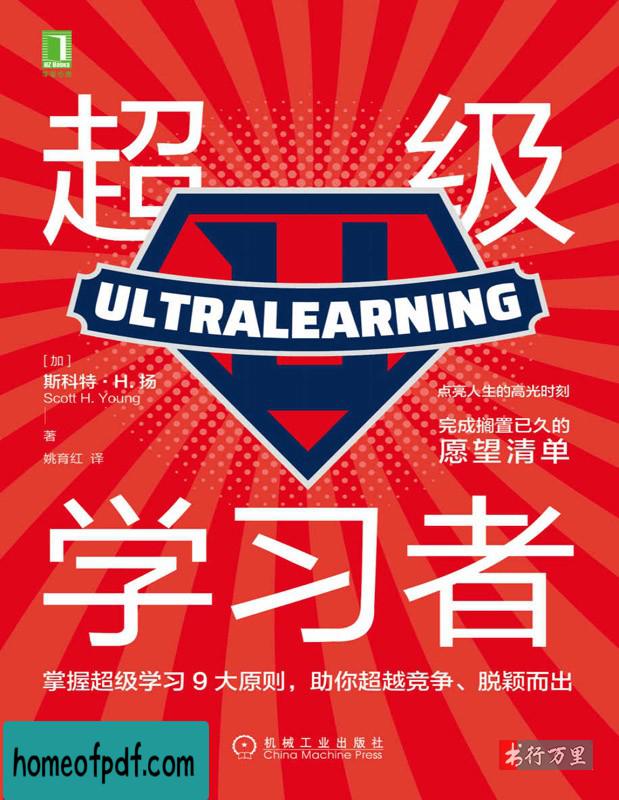 HZ Books
超级
ULTRALEARNING
[加]
斯科特·H. 扬
Scott H. Young
著
姚育红 译
点亮人生的高光时刻
完成搁置已久的
愿望清单
学习者
掌握超级学习 9 大原则，助你超越竞争、脱颖而出
机械工业出版社
China Machine Press
书行万里
homeofpdf.com